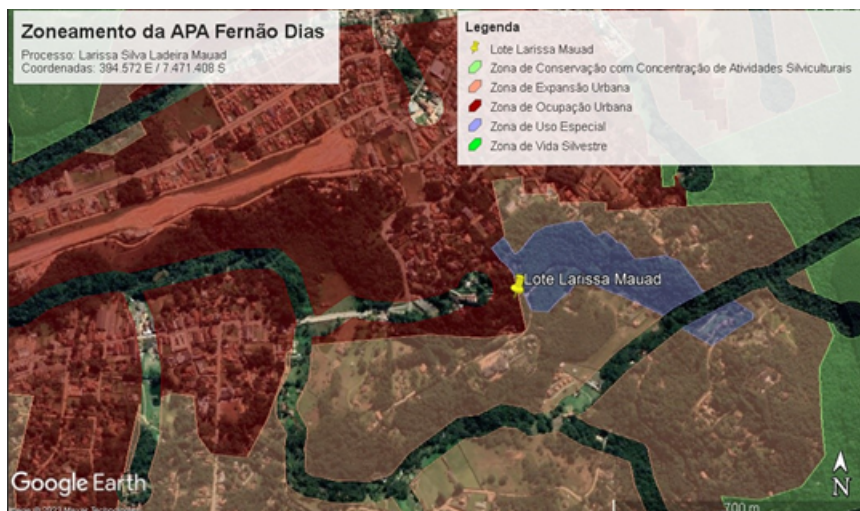 Zoneamento da APA Fernão Dias
Processo: Larissa Silva Ladeira Mauad
Coordenadas: 394.572 E / 7.471.408 S
Legenda
Lote Larissa Mauad
Zona de Conservação com Concentração de Atividades Silviculturais
Zona de Expansão Urbana
Zona de Ocupação Urbana
Zona de Uso Especial
Zona de Vida Silvestre
Lote Larissa Mauad
Google Earth
700 m
N